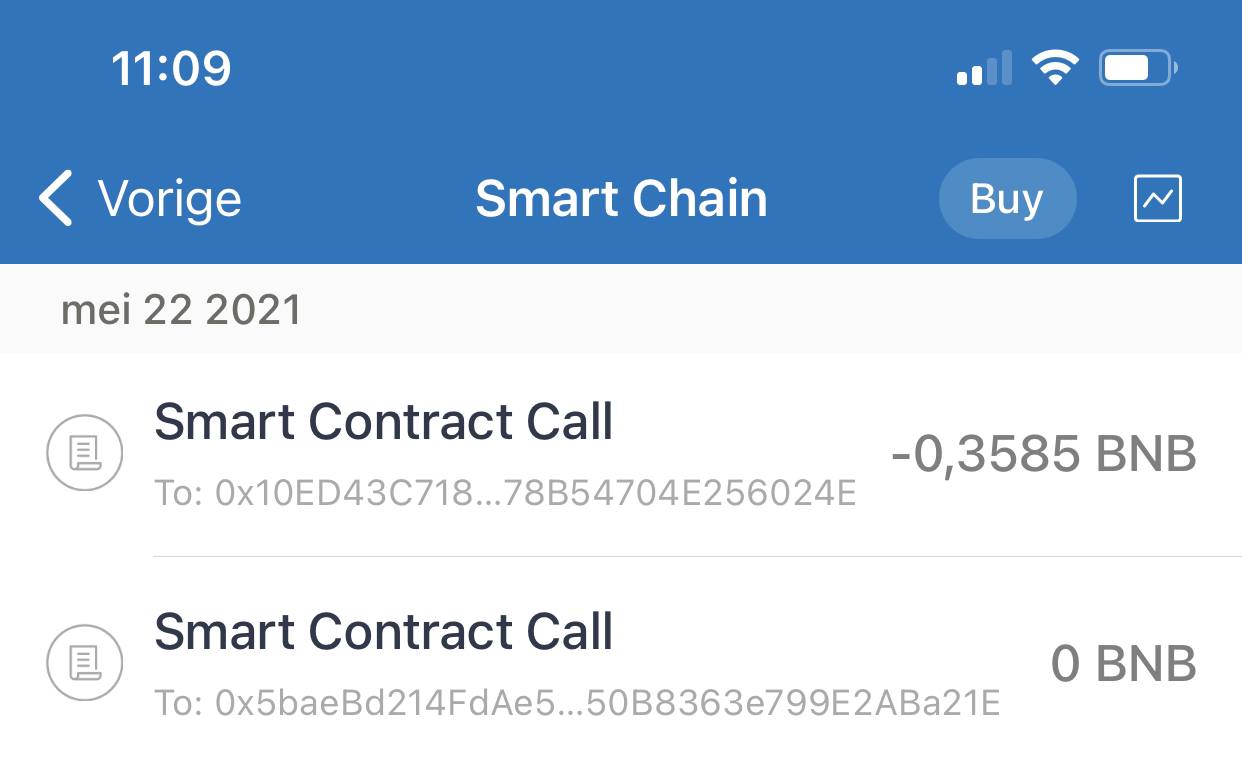 11:09
Vorige
Smart Chain
Buy
mei 22 2021
Smart Contract Call
-0,3585 BNB
To: 0x10ED43C718...78B54704E256024E
Smart Contract Call
0 BNB
To: 0x5baeBd214FdAe5...50B8363e799E2ABa21E